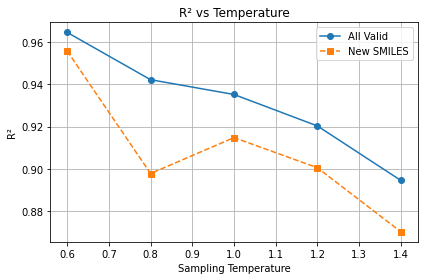 R² vs Temperature
All Valid
New SMILES
R²
0.96
0.94
0.92
0.90
0.88
0.6
0.7
0.8
0.9
1.0
1.1
1.2
1.3
1.4
Sampling Temperature